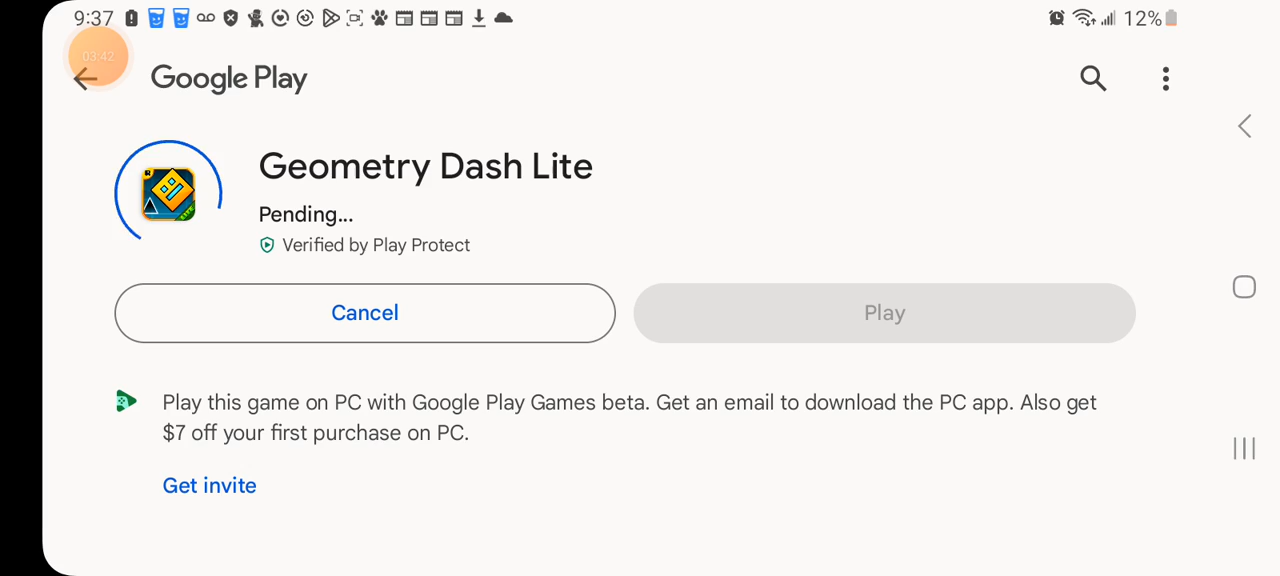 9:37
12%
03:42
Google Play
Geometry Dash Lite
Pending...
Verified by Play Protect
Cancel
Play
Play this game on PC with Google Play Games beta. Get an email to download the PC app. Also get
$7 off your first purchase on PC.
Get invite